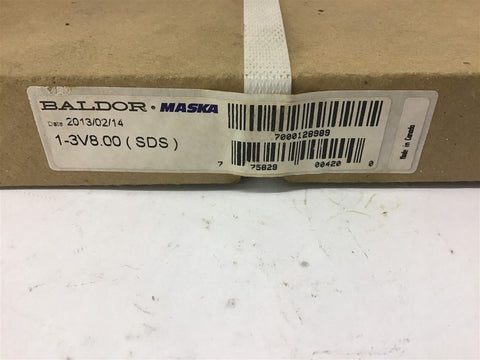 BALDOR · MASKA
Date 2013/02/14
1-3V8.00 ( SDS )
7000128989
7 75828 00420 0
Made in Canada